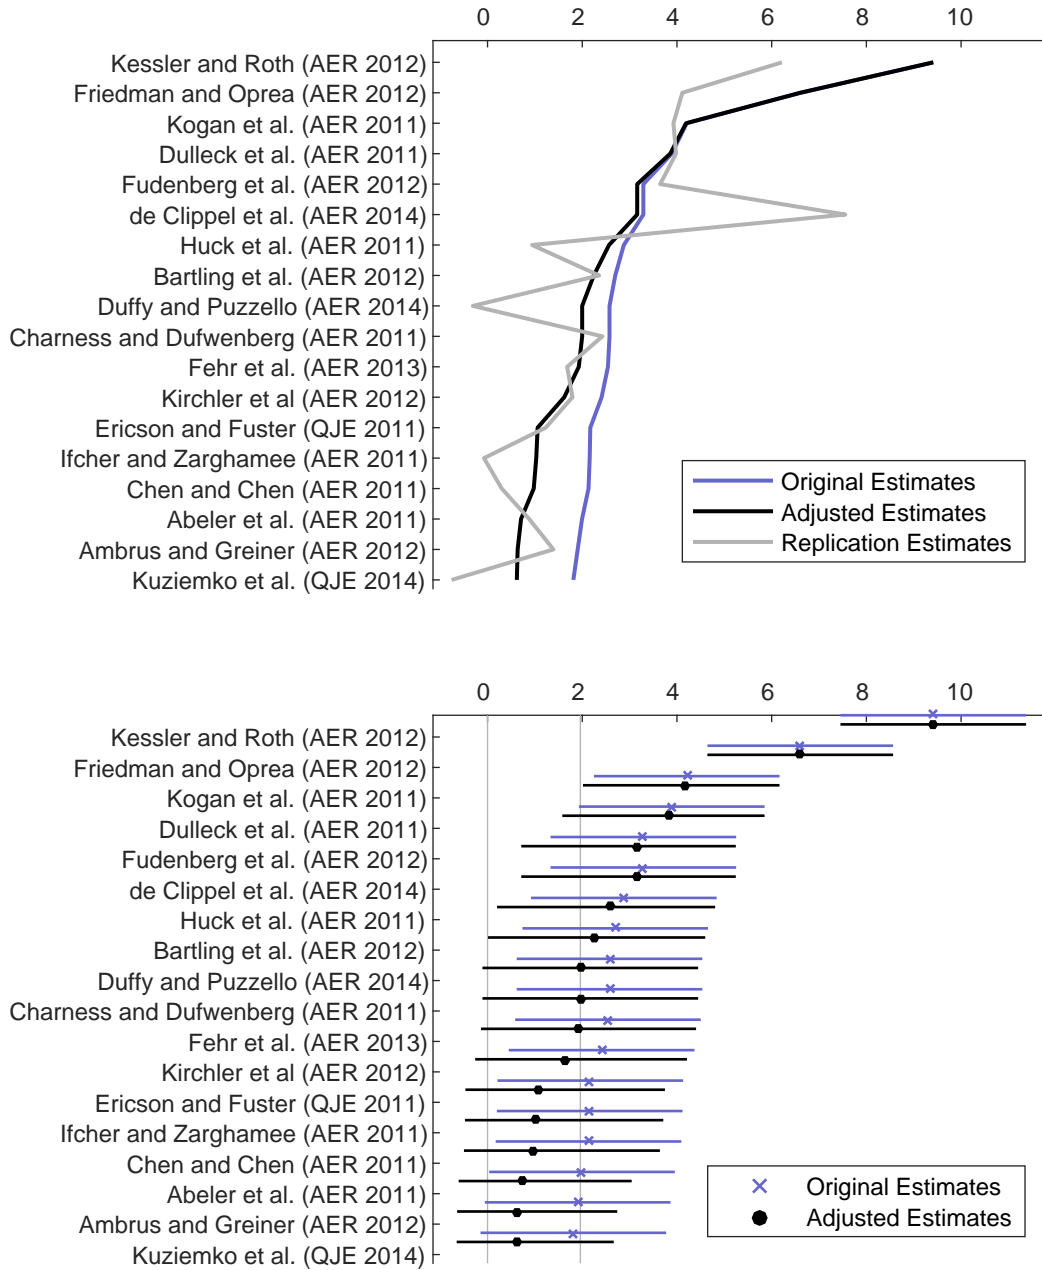 0 2 4 6 8 10
Kessler and Roth (AER 2012)
Friedman and Oprea (AER 2012)
Kogan et al. (AER 2011)
Dulleck et al. (AER 2011)
Fudenberg et al. (AER 2012)
de Clippel et al. (AER 2014)
Huck et al. (AER 2011)
Bartling et al. (AER 2012)
Duffy and Puzzello (AER 2014)
Charness and Dufwenberg (AER 2011)
Fehr et al. (AER 2013)
Kirchler et al (AER 2012)
Ericson and Fuster (QJE 2011)
Ifcher and Zarghamee (AER 2011)
Chen and Chen (AER 2011)
Abeler et al. (AER 2011)
Ambrus and Greiner (AER 2012)
Kuziemko et al. (QJE 2014)
Original Estimates
Adjusted Estimates
Replication Estimates
0 2 4 6 8 10
Kessler and Roth (AER 2012)
Friedman and Oprea (AER 2012)
Kogan et al. (AER 2011)
Dulleck et al. (AER 2011)
Fudenberg et al. (AER 2012)
de Clippel et al. (AER 2014)
Huck et al. (AER 2011)
Bartling et al. (AER 2012)
Duffy and Puzzello (AER 2014)
Charness and Dufwenberg (AER 2011)
Fehr et al. (AER 2013)
Kirchler et al (AER 2012)
Ericson and Fuster (QJE 2011)
Ifcher and Zarghamee (AER 2011)
Chen and Chen (AER 2011)
Abeler et al. (AER 2011)
Ambrus and Greiner (AER 2012)
Kuziemko et al. (QJE 2014)
Original Estimates
Adjusted Estimates